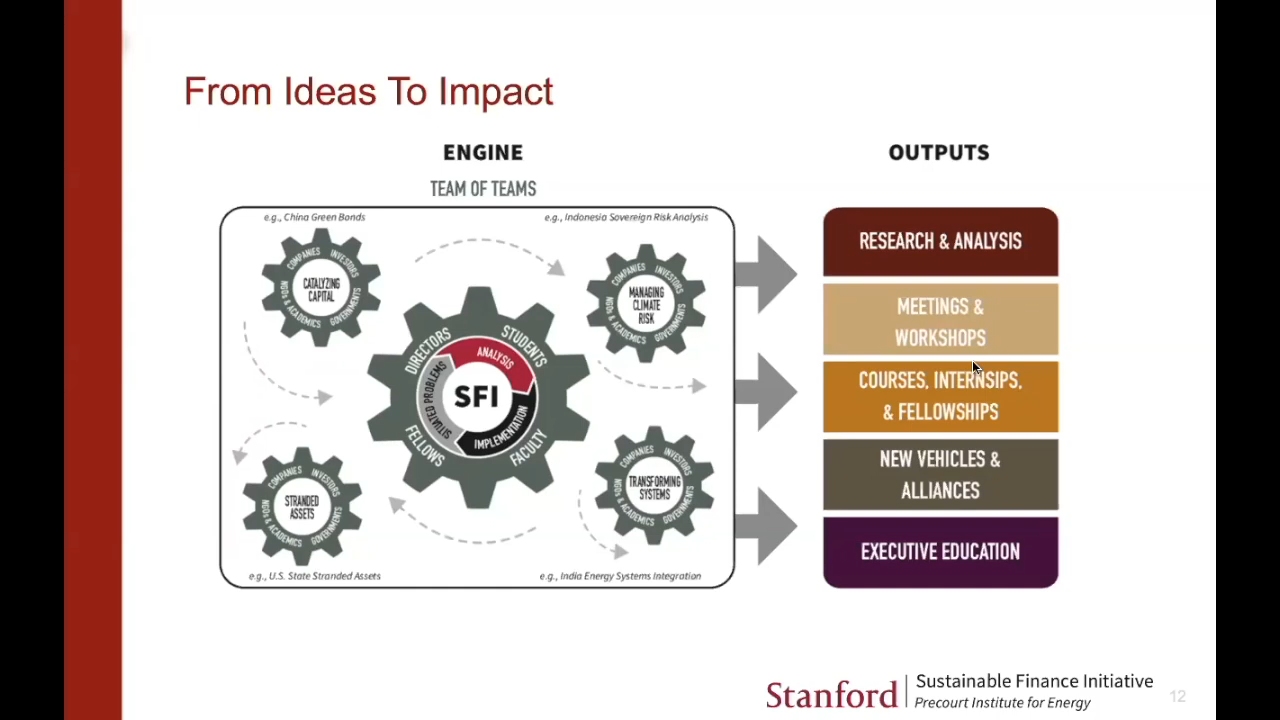 From Ideas To Impact
ENGINE
TEAM OF TEAMS
OUTPUTS
e.g., China Green Bonds
e.g., Indonesia Sovereign Risk Analysis
COMPANIES
INVESTORS
GOVERNMENTS
NGOs & ACADEMICS
CATALYZING
CAPITAL
COMPANIES
INVESTORS
GOVERNMENTS
NGOs & ACADEMICS
MANAGING
CLIMATE
RISK
DIRECTORS
STUDENTS
FACULTY
FELLOWS
ANALYSIS
IMPLEMENTATION
SITUATED PROBLEMS
SFI
COMPANIES
INVESTORS
GOVERNMENTS
NGOs & ACADEMICS
STRANDED
ASSETS
COMPANIES
INVESTORS
GOVERNMENTS
NGOs & ACADEMICS
TRANSFORMING
SYSTEMS
e.g., U.S. State Stranded Assets
e.g., India Energy Systems Integration
RESEARCH & ANALYSIS
MEETINGS &
WORKSHOPS
COURSES, INTERNSIPS,
& FELLOWSHIPS
NEW VEHICLES &
ALLIANCES
EXECUTIVE EDUCATION
Stanford
Sustainable Finance Initiative
Precourt Institute for Energy
12